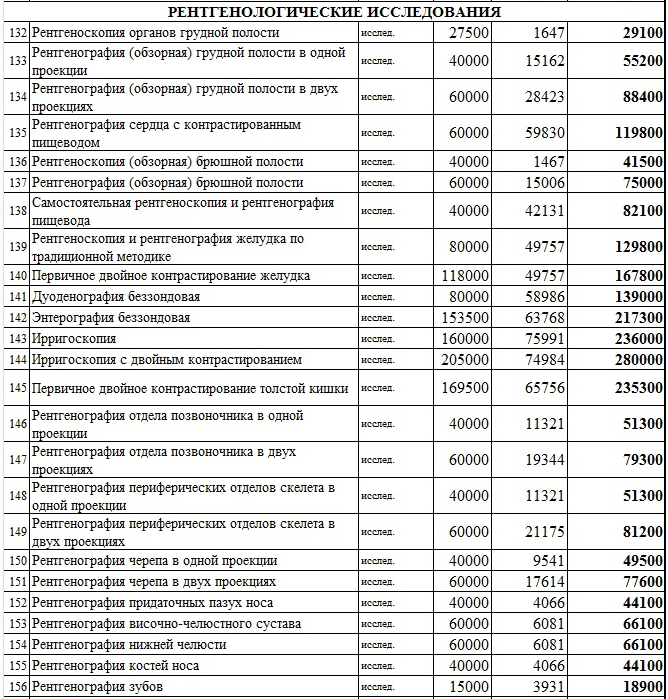 РЕНТГЕНОЛОГИЧЕСКИЕ ИССЛЕДОВАНИЯ
132 Рентгеноскопия органов грудной полости исслед. 27500 1647 29100
133 Рентгенография (обзорная) грудной полости в одной проекции исслед. 40000 15162 55200
134 Рентгенография (обзорная) грудной полости в двух проекциях исслед. 60000 28423 88400
135 Рентгенография сердца с контрастированным пищеводом исслед. 60000 59830 119800
136 Рентгеноскопия (обзорная) брюшной полости исслед. 40000 1467 41500
137 Рентгенография (обзорная) брюшной полости исслед. 60000 15006 75000
138 Самостоятельная рентгеноскопия и рентгенография пищевода исслед. 40000 42131 82100
139 Рентгеноскопия и рентгенография желудка по традиционной методике исслед. 80000 49757 129800
140 Первичное двойное контрастирование желудка исслед. 118000 49757 167800
141 Дуоденография беззондовая исслед. 80000 58986 139000
142 Энтерография беззондовая исслед. 153500 63768 217300
143 Ирригоскопия исслед. 160000 75991 236000
144 Ирригоскопия с двойным контрастированием исслед. 205000 74984 280000
145 Первичное двойное контрастирование толстой кишки исслед. 169500 65756 235300
146 Рентгенография отдела позвоночника в одной проекции исслед. 40000 11321 51300
147 Рентгенография отдела позвоночника в двух проекциях исслед. 60000 19344 79300
148 Рентгенография периферических отделов скелета в одной проекции исслед. 40000 11321 51300
149 Рентгенография периферических отделов скелета в двух проекциях исслед. 60000 21175 81200
150 Рентгенография черепа в одной проекции исслед. 40000 9541 49500
151 Рентгенография черепа в двух проекциях исслед. 60000 17614 77600
152 Рентгенография придаточных пазух носа исслед. 40000 4066 44100
153 Рентгенография височно-челюстного сустава исслед. 60000 6081 66100
154 Рентгенография нижней челюсти исслед. 60000 6081 66100
155 Рентгенография костей носа исслед. 40000 4066 44100
156 Рентгенография зубов исслед. 15000 3931 18900